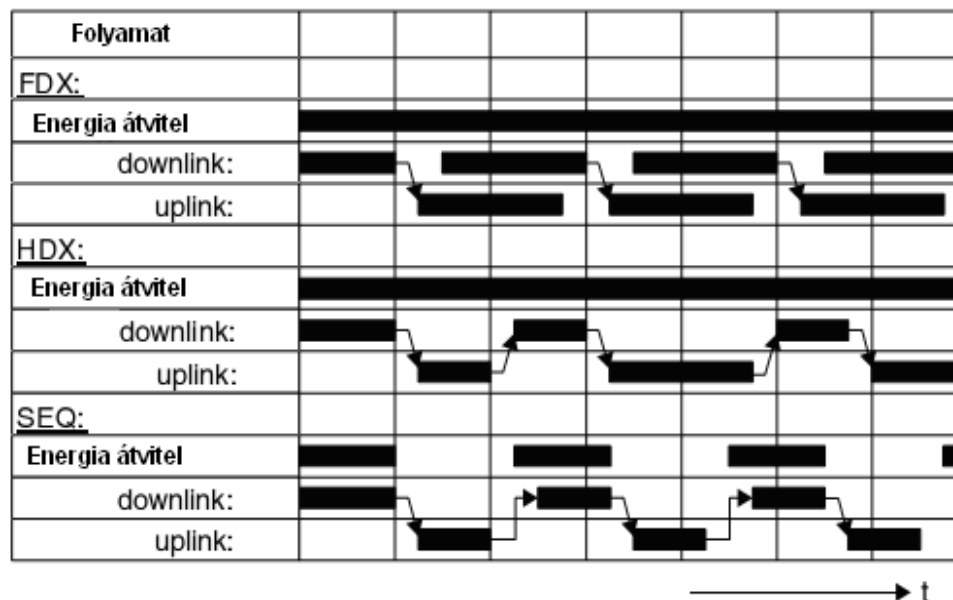 Folyamat
FDX:
Energia átvitel
downlink:
uplink:
HDX:
Energia átvitel
downlink:
uplink:
SEQ:
Energia átvitel
downlink:
uplink:
t